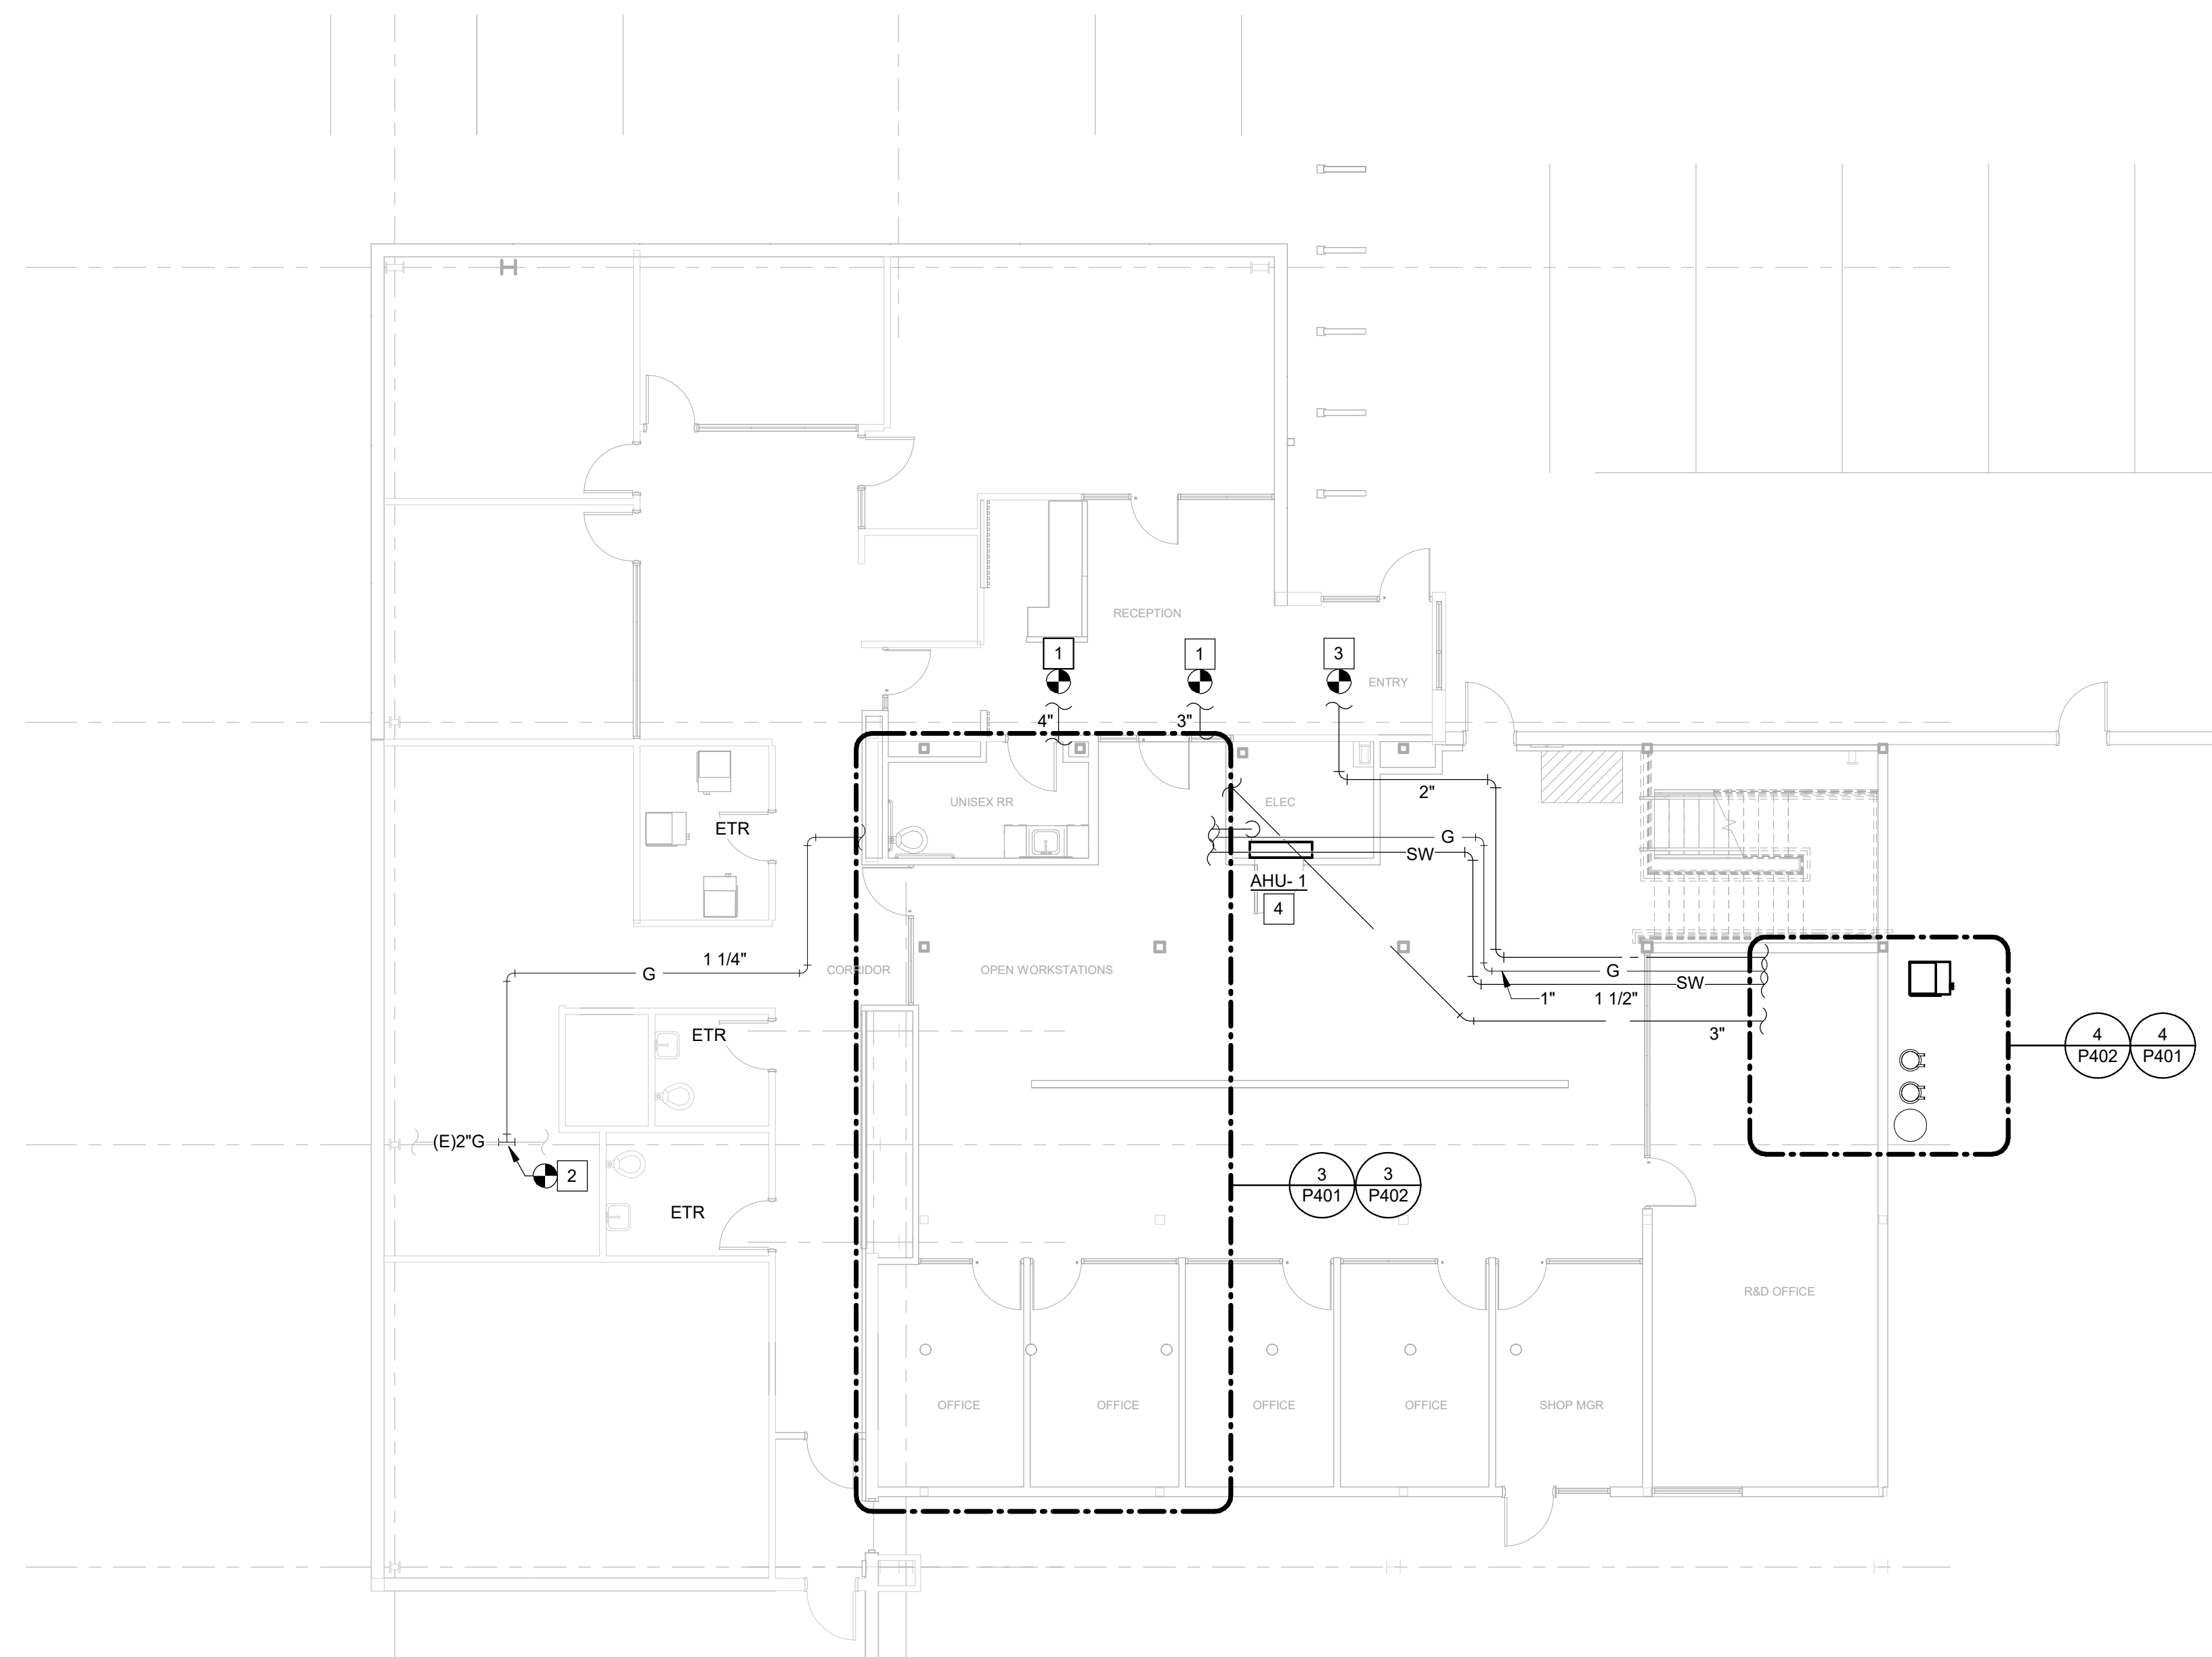 RECEPTION
1
1
3
ENTRY
4"
3"
2"
UNISEX RR
ELEC
ETR
G
SW
AHU- 1
4
1 1/4"
G
CORRIDOR
OPEN WORKSTATIONS
G
SW
1"
1 1/2"
3"
ETR
4
P402
4
P401
(E)2"G
2
3
P401
3
P402
ETR
R&D OFFICE
OFFICE
OFFICE
OFFICE
OFFICE
SHOP MGR